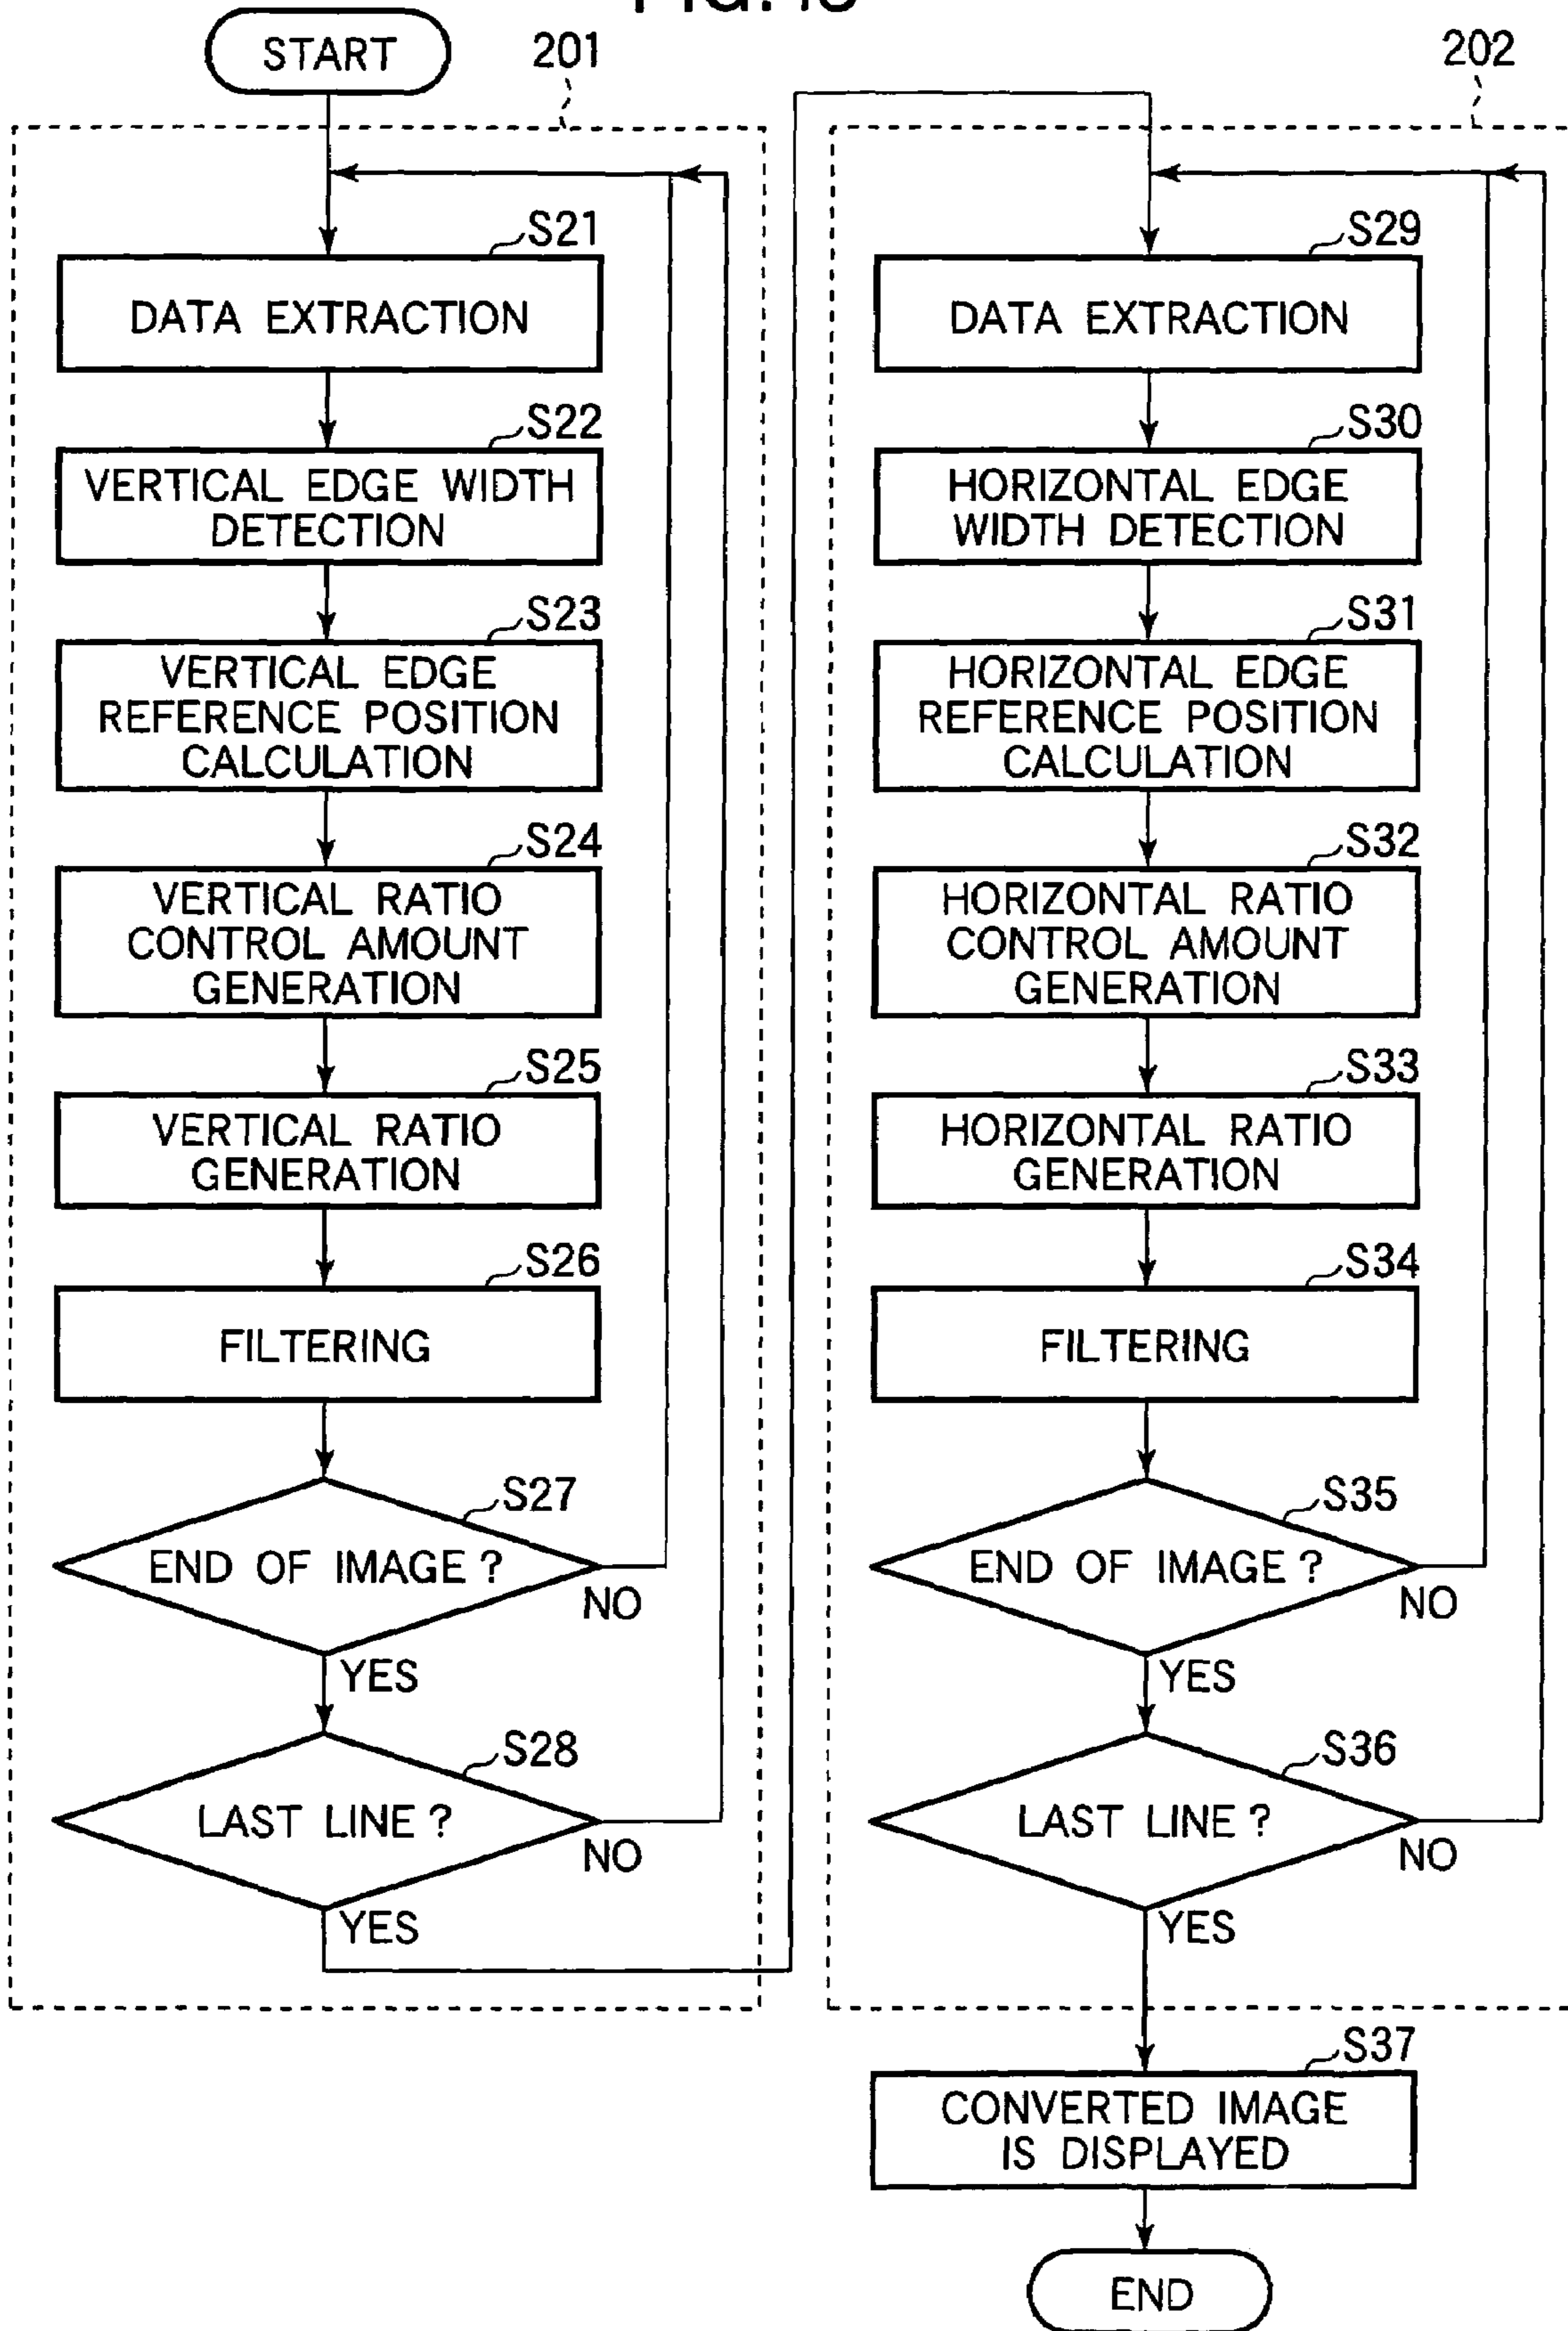 START
201
S21
DATA EXTRACTION
S22
VERTICAL EDGE WIDTH
DETECTION
S23
VERTICAL EDGE
REFERENCE POSITION
CALCULATION
S24
VERTICAL RATIO
CONTROL AMOUNT
GENERATION
S25
VERTICAL RATIO
GENERATION
S26
FILTERING
S27
END OF IMAGE ?
NO
YES
S28
LAST LINE ?
NO
YES
202
S29
DATA EXTRACTION
S30
HORIZONTAL EDGE
WIDTH DETECTION
S31
HORIZONTAL EDGE
REFERENCE POSITION
CALCULATION
S32
HORIZONTAL RATIO
CONTROL AMOUNT
GENERATION
S33
HORIZONTAL RATIO
GENERATION
S34
FILTERING
S35
END OF IMAGE ?
NO
YES
S36
LAST LINE ?
NO
YES
S37
CONVERTED IMAGE
IS DISPLAYED
END